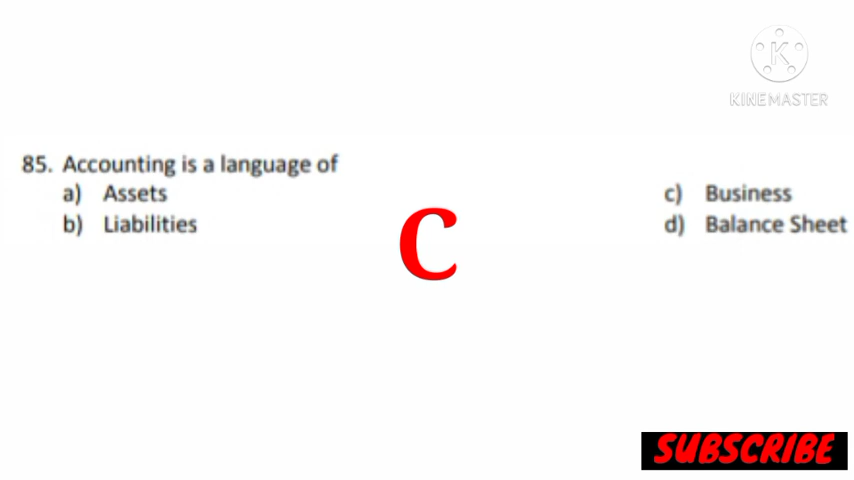 K
KINEMASTER
85. Accounting is a language of
a) Assets
b) Liabilities
c) Business
d) Balance Sheet
C
SUBSCRIBE